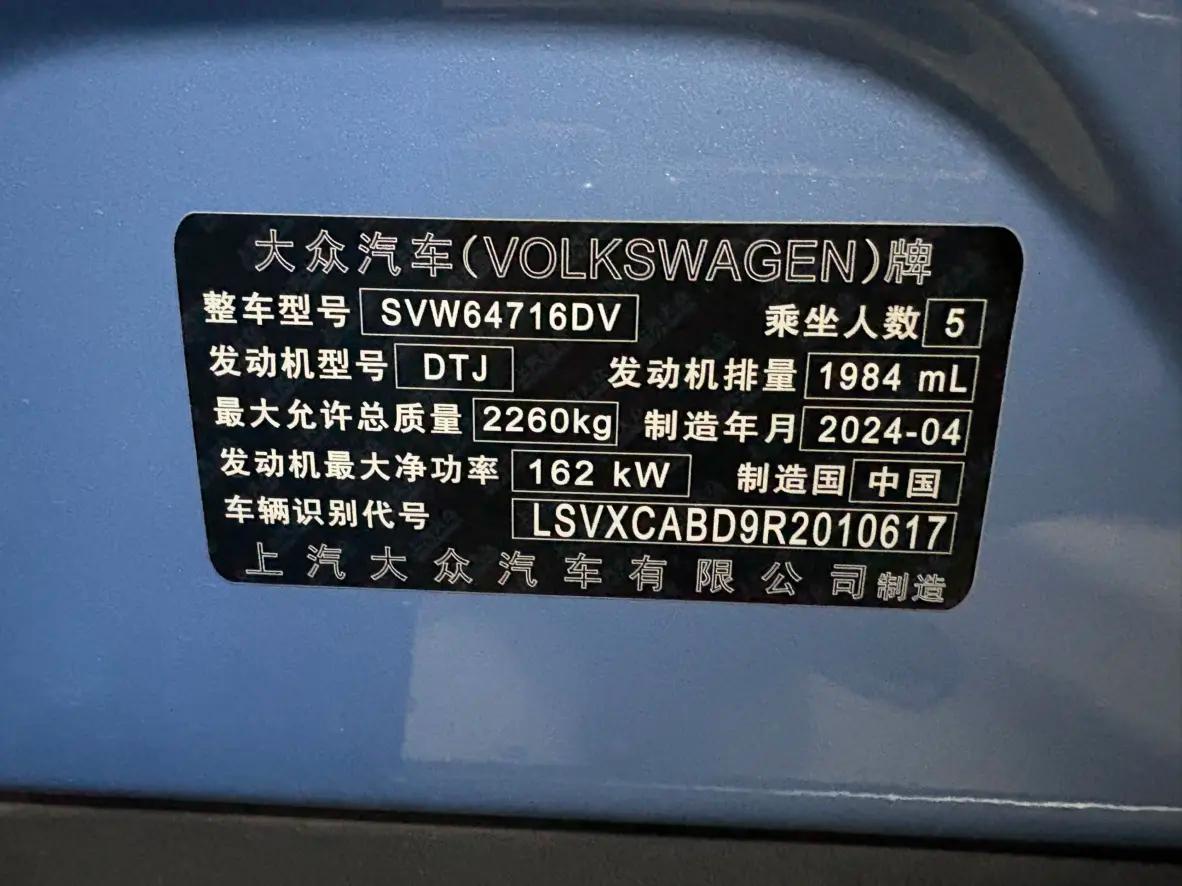 大众汽车(VOLKSWAGEN)牌
整车型号 SVW64716DV 乘坐人数 5
发动机型号 DTJ 发动机排量 1984 mL
最大允许总质量 2260kg 制造年月 2024-04
发动机最大净功率 162 kW 制造国 中国
车辆识别代号 LSVXCABD9R2010617
上汽大众汽车有限公司制造